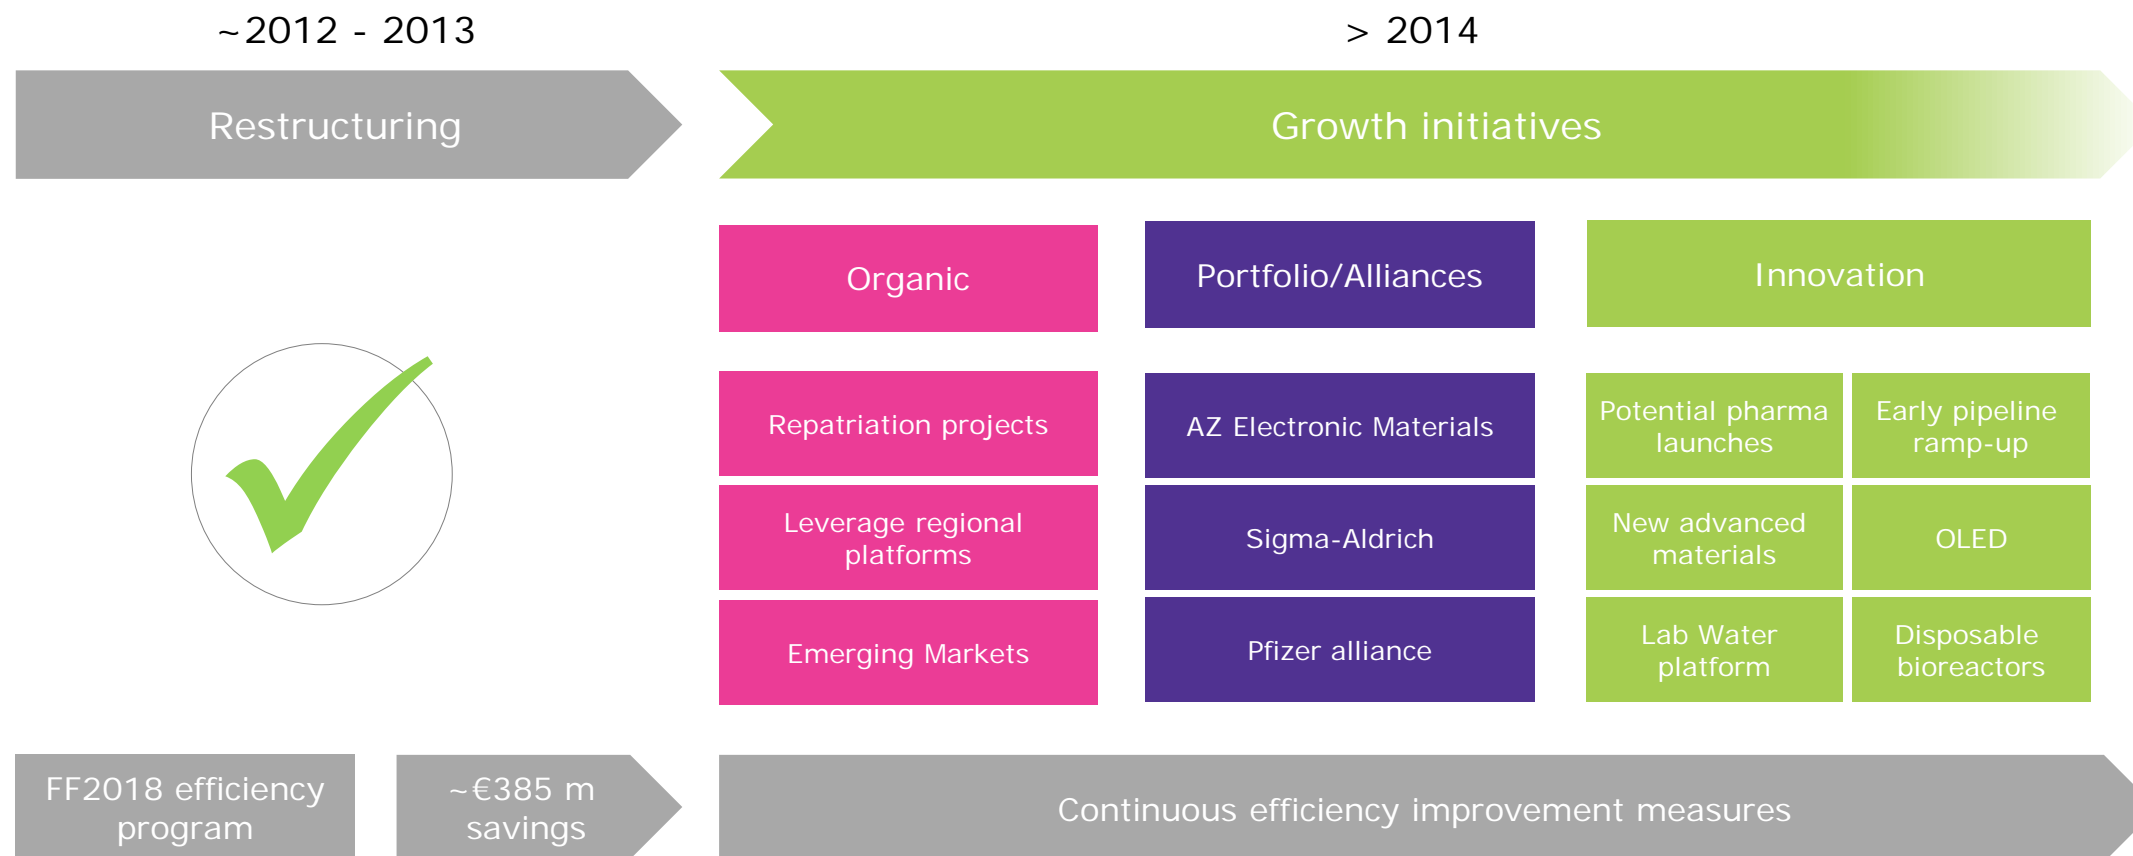 ~2012 - 2013
> 2014
Restructuring
Growth initiatives
Organic
Portfolio/Alliances
Innovation
Repatriation projects
AZ Electronic Materials
Potential pharma
launches
Early pipeline
ramp-up
Leverage regional
platforms
Sigma-Aldrich
New advanced
materials
OLED
Emerging Markets
Pfizer alliance
Lab Water
platform
Disposable
bioreactors
FF2018 efficiency
program
~€385 m
savings
Continuous efficiency improvement measures